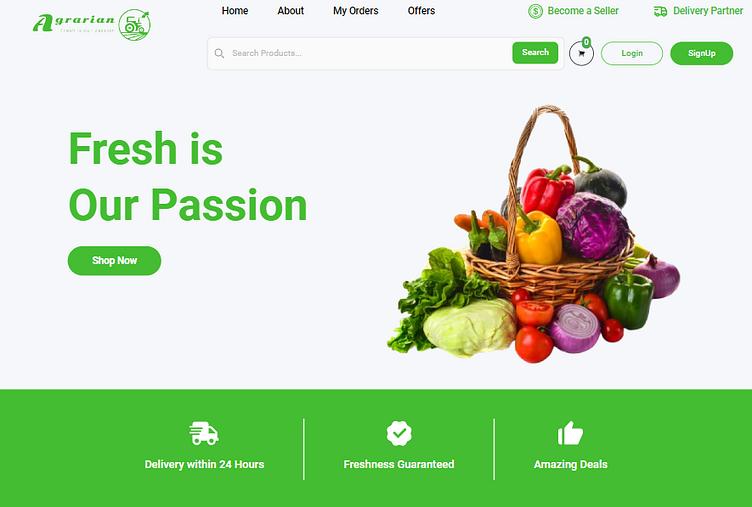 Agrarian
Fresh is our passion
Home
About
My Orders
Offers
$ Become a Seller
Delivery Partner
Search Products...
Search
0
Login
SignUp
Fresh is
Our Passion
Shop Now
Delivery within 24 Hours
Freshness Guaranteed
Amazing Deals